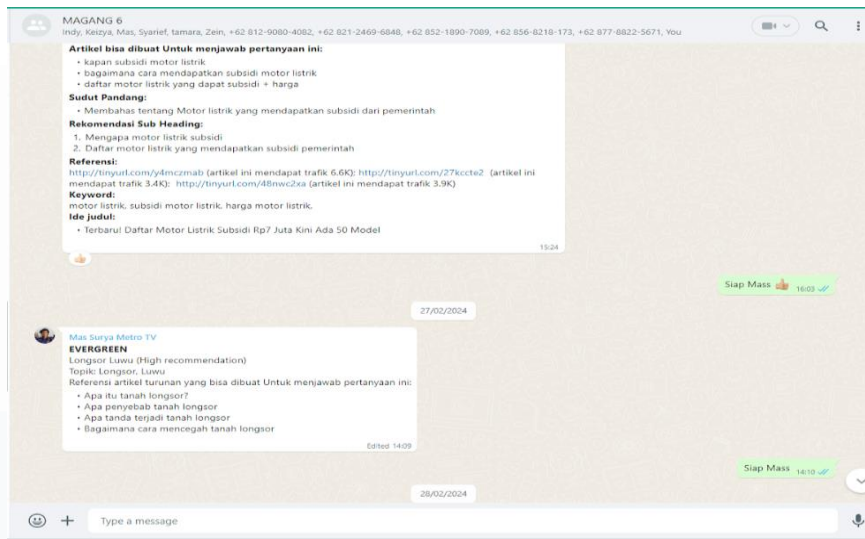 MAGANG 6
Indy, Keizya, Mas, Syarief, tamara, Zein, +62 812-9080-4082, +62 821-2469-6848, +62 852-1890-7089, +62 856-8218-173, +62 877-8822-5671, You
Artikel bisa dibuat Untuk menjawab pertanyaan ini:
• kapan subsidi motor listrik
• bagaimana cara mendapatkan subsidi motor listrik
• daftar motor listrik yang dapat subsidi + harga
Sudut Pandang:
• Membahas tentang Motor listrik yang mendapatkan subsidi dari pemerintah
Rekomendasi Sub Heading:
1. Mengapa motor listrik subsidi
2. Daftar motor listrik yang mendapatkan subsidi pemerintah
Referensi:
http://tinyurl.com/y4mczmab (artikel ini mendapat trafik 6.6K); http://tinyurl.com/27kccte2 (artikel ini
mendapat trafik 3.4K); http://tinyurl.com/48nwc2xa (artikel ini mendapat trafik 3.9K)
Keyword:
motor listrik, subsidi motor listrik, harga motor listrik,
Ide judul:
• Terbaru! Daftar Motor Listrik Subsidi Rp7 Juta Kini Ada 50 Model
15:24
Siap Mass 👍 16:03
27/02/2024
Mas Surya Metro TV
EVERGREEN
Longsor Luwu (High recommendation)
Topik: Longsor, Luwu
Referensi artikel turunan yang bisa dibuat Untuk menjawab pertanyaan ini:
• Apa itu tanah longsor?
• Apa penyebab tanah longsor
• Apa tanda terjadi tanah longsor
• Bagaimana cara mencegah tanah longsor
Edited 14:09
Siap Mass 14:10
28/02/2024
Type a message